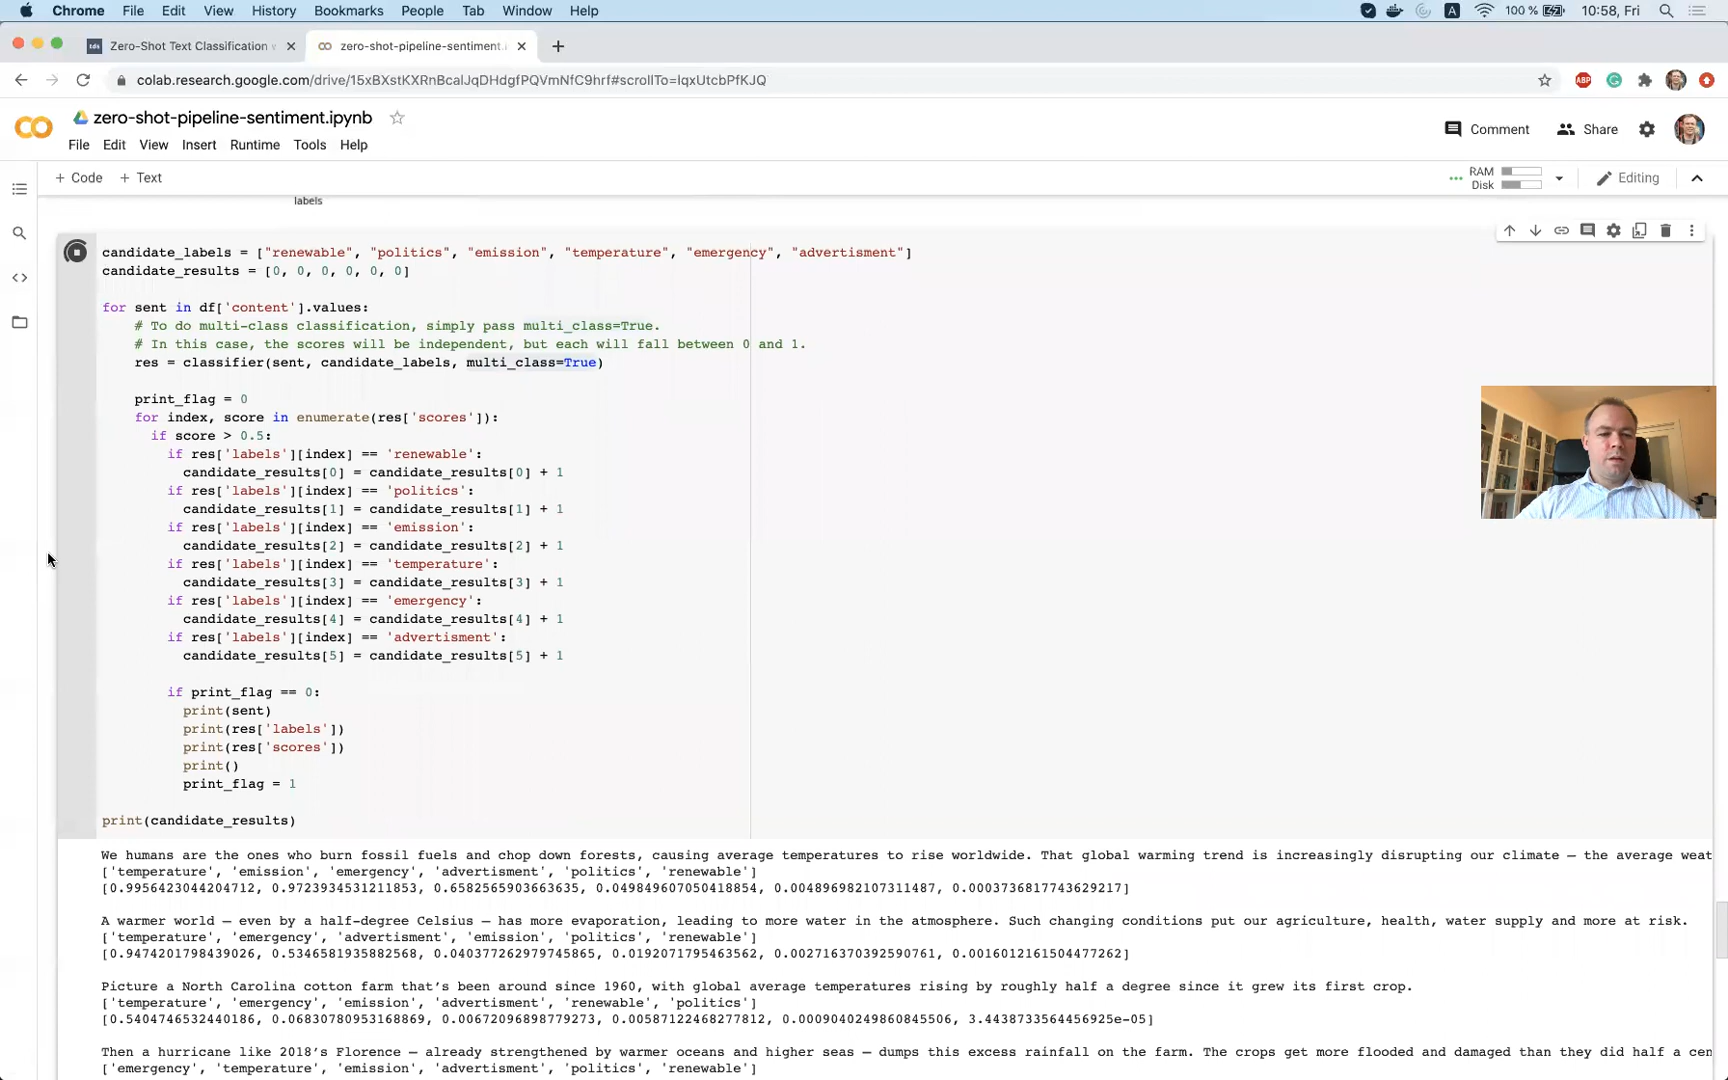 Chrome File Edit View History Bookmarks People Tab Window Help A 100 % 10:58, Fri
Zero-Shot Text Classification zero-shot-pipeline-sentiment.
colab.research.google.com/drive/15xBXstKXRnBcalJqDHdgfPQVmNfC9hrf#scrollTo=IqxUtcbPfKJQ ABP
zero-shot-pipeline-sentiment.ipynb
Comment Share
File Edit View Insert Runtime Tools Help
+ Code + Text RAM Disk Editing
labels
candidate_labels = ["renewable", "politics", "emission", "temperature", "emergency", "advertisment"]
candidate_results = [0, 0, 0, 0, 0, 0]
for sent in df['content'].values:
# To do multi-class classification, simply pass multi_class=True.
# In this case, the scores will be independent, but each will fall between 0 and 1.
res = classifier(sent, candidate_labels, multi_class=True)
print_flag = 0
for index, score in enumerate(res['scores']):
if score > 0.5:
if res['labels'][index] == 'renewable':
candidate_results[0] = candidate_results[0] + 1
if res['labels'][index] == 'politics':
candidate_results[1] = candidate_results[1] + 1
if res['labels'][index] == 'emission':
candidate_results[2] = candidate_results[2] + 1
if res['labels'][index] == 'temperature':
candidate_results[3] = candidate_results[3] + 1
if res['labels'][index] == 'emergency':
candidate_results[4] = candidate_results[4] + 1
if res['labels'][index] == 'advertisment':
candidate_results[5] = candidate_results[5] + 1
if print_flag == 0:
print(sent)
print(res['labels'])
print(res['scores'])
print()
print_flag = 1
print(candidate_results)
We humans are the ones who burn fossil fuels and chop down forests, causing average temperatures to rise worldwide. That global warming trend is increasingly disrupting our climate — the average weat
['temperature', 'emission', 'emergency', 'advertisment', 'politics', 'renewable']
[0.9956423044204712, 0.9723934531211853, 0.6582565903663635, 0.049849607050418854, 0.004896982107311487, 0.0003736817743629217]
A warmer world — even by a half-degree Celsius — has more evaporation, leading to more water in the atmosphere. Such changing conditions put our agriculture, health, water supply and more at risk.
['temperature', 'emergency', 'advertisment', 'emission', 'politics', 'renewable']
[0.9474201798439026, 0.5346581935882568, 0.040377262979745865, 0.0192071795463562, 0.002716370392590761, 0.0016012161504477262]
Picture a North Carolina cotton farm that's been around since 1960, with global average temperatures rising by roughly half a degree since it grew its first crop.
['temperature', 'emergency', 'emission', 'advertisment', 'renewable', 'politics']
[0.5404746532440186, 0.06830780953168869, 0.00672096898779273, 0.00587122468277812, 0.0009040249860845506, 3.4438733564456925e-05]
Then a hurricane like 2018's Florence — already strengthened by warmer oceans and higher seas — dumps this excess rainfall on the farm. The crops get more flooded and damaged than they did half a cen
['emergency', 'temperature', 'emission', 'advertisment', 'politics', 'renewable']